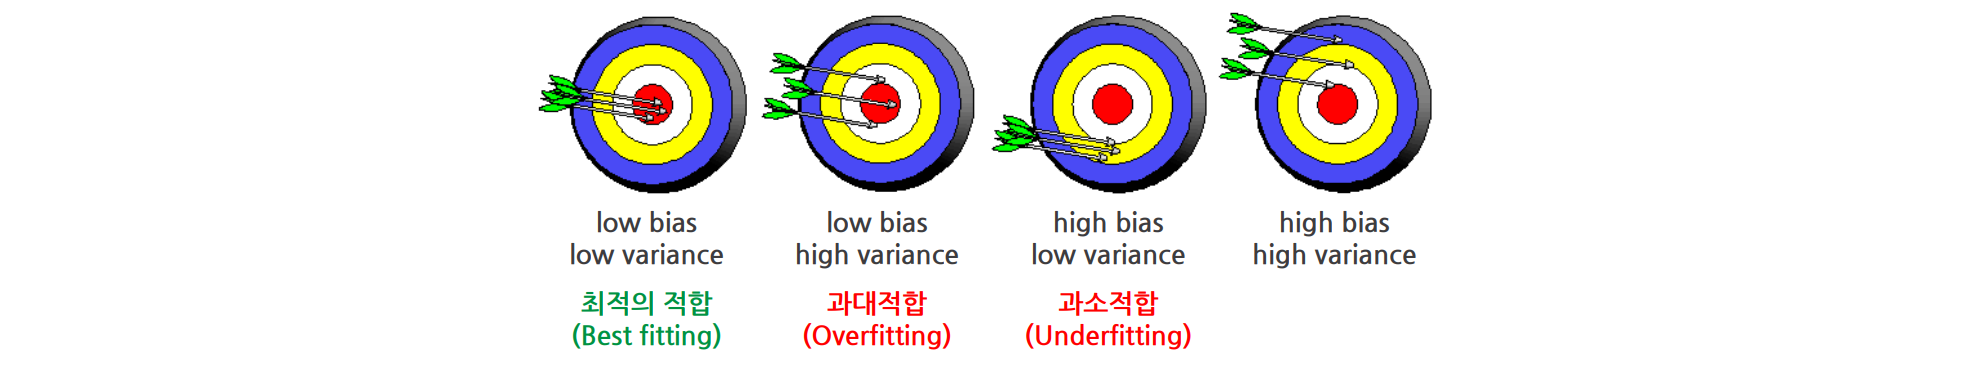 low bias
low variance
최적의 적합
(Best fitting)
low bias
high variance
과대적합
(Overfitting)
high bias
low variance
과소적합
(Underfitting)
high bias
high variance